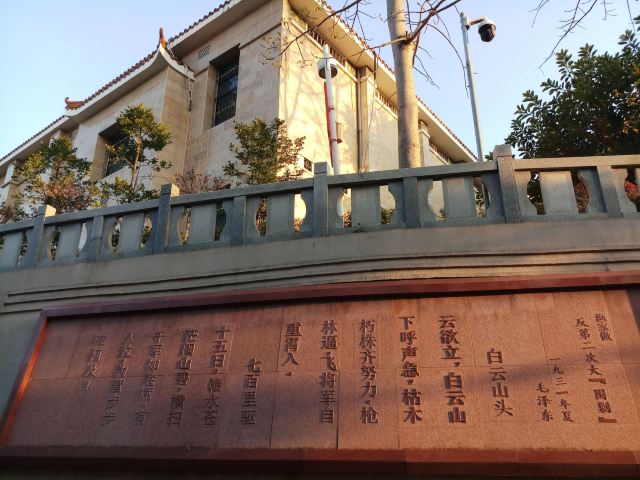 渔家傲
反第二次大“围剿”
一九三一年夏
毛泽东
白云山头
云欲立，白云山
下呼声急，枯木
朽株齐努力。枪
林逼，飞将军自
重霄入。
七百里驱
十五日，赣水苍
茫闽山碧，横扫
千军如卷席。有
人泣，为营步步
嗟何及！